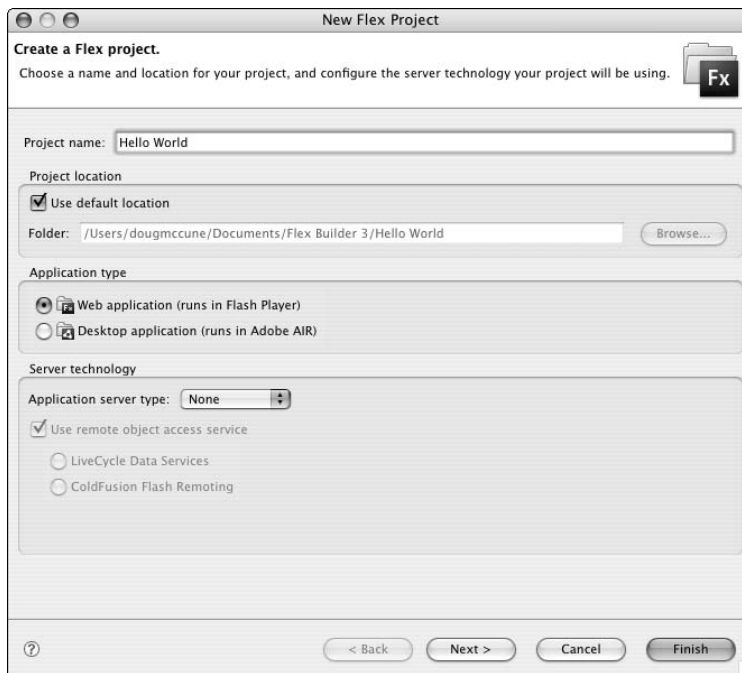 New Flex Project
Create a Flex project.
Choose a name and location for your project, and configure the server technology your project will be using.
Fx
Project name: Hello World
Project location
Use default location
Folder: /Users/dougmccune/Documents/Flex Builder 3/Hello World Browse...
Application type
Web application (runs in Flash Player)
Desktop application (runs in Adobe AIR)
Server technology
Application server type: None
Use remote object access service
LiveCycle Data Services
ColdFusion Flash Remoting
? < Back Next > Cancel Finish